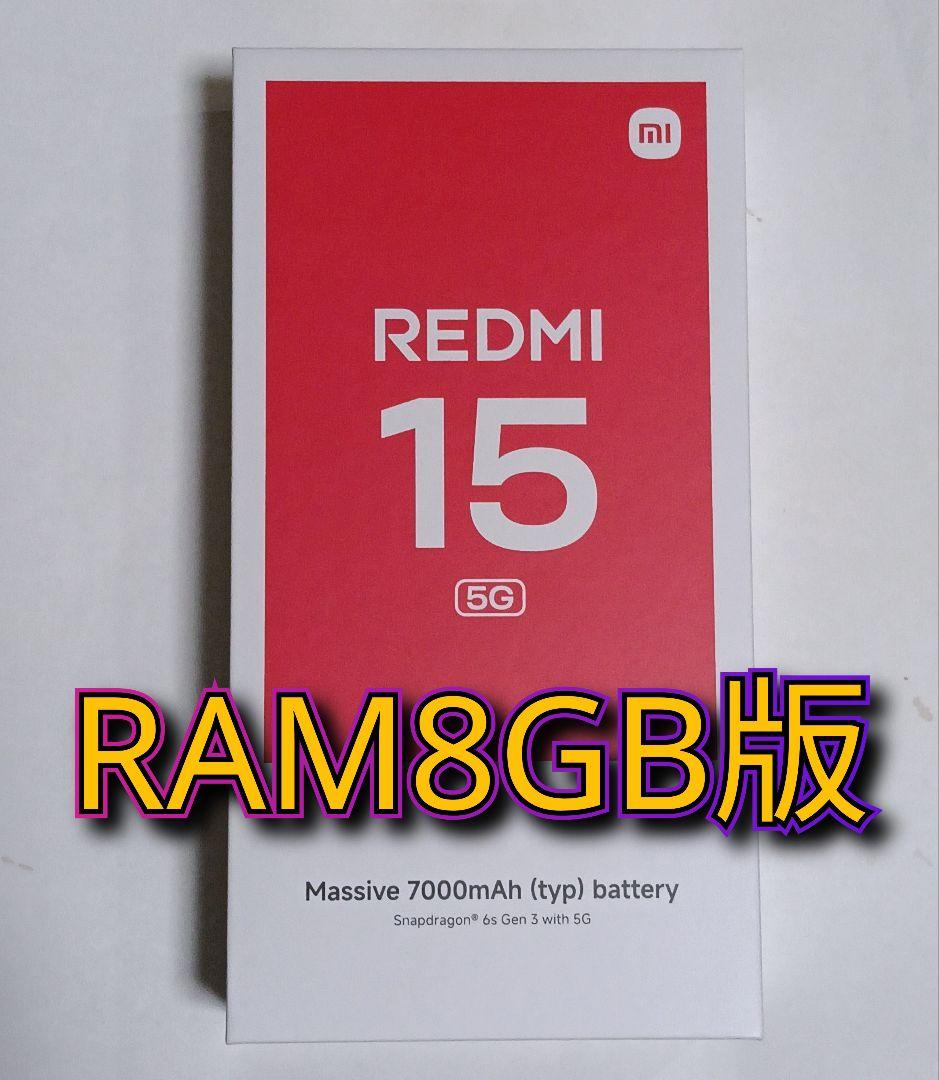 mi
REDMI
15
5G
RAM8GB版
Massive 7000mAh (typ) battery
Snapdragon® 6s Gen 3 with 5G